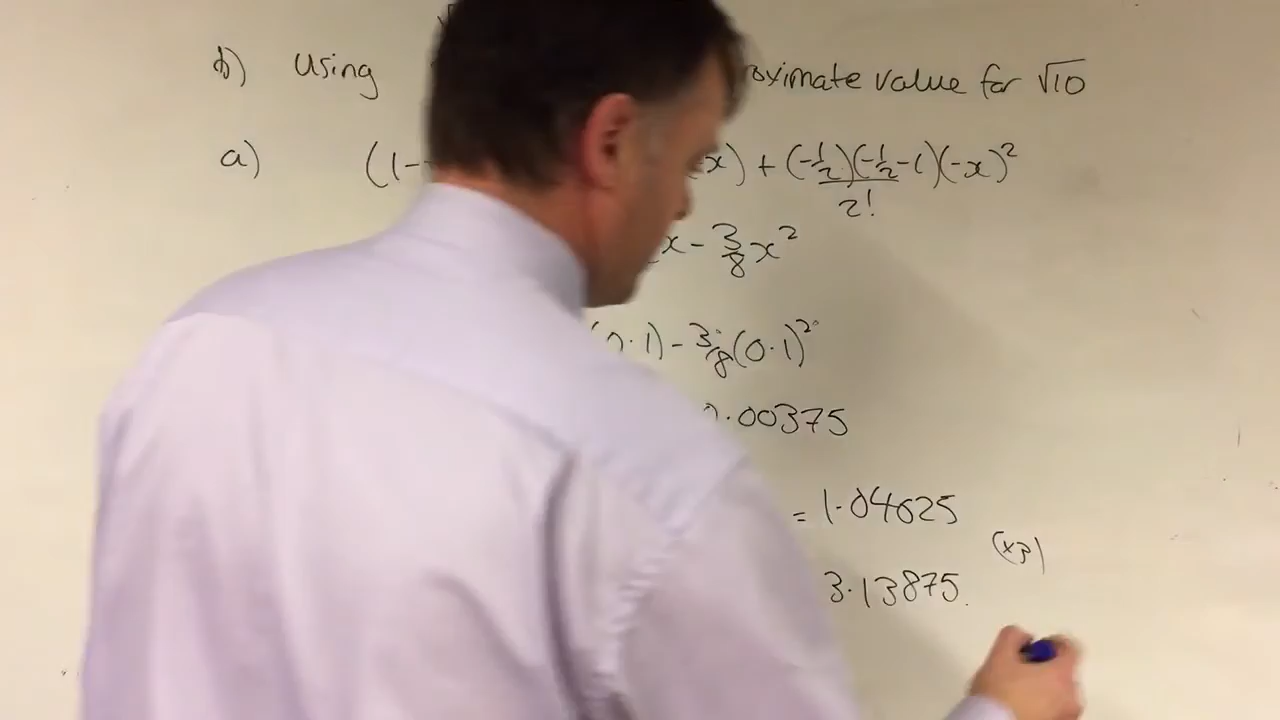 b) using oximate value for √10
a) (1- x) + (-1/2)(-1/2-1)(-x)²
2!
x - 3/8 x²
(0.1) - 3/8(0.1)²
0.00375
= 1.04625
(x3)
3.13875.